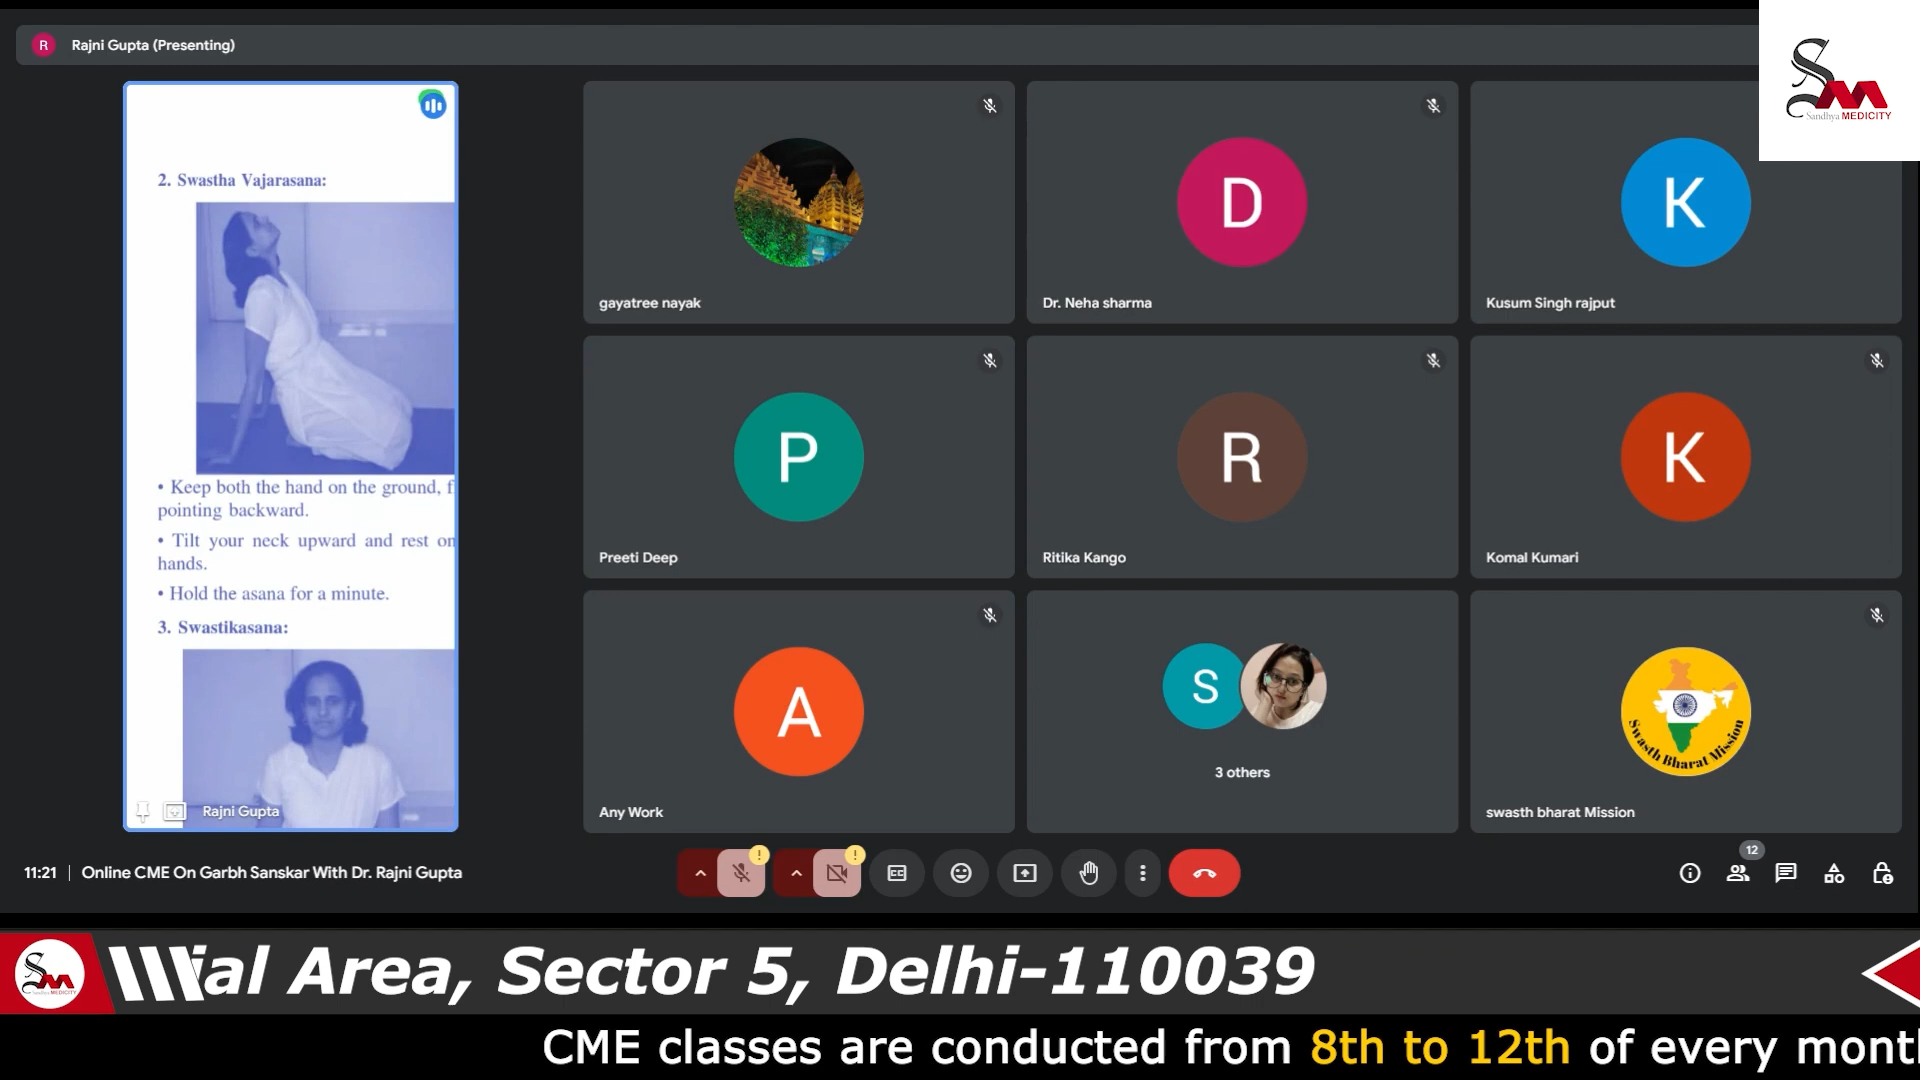 R
Rajni Gupta (Presenting)
SM
Sandhya MEDICITY
2. Swastha Vajarasana:
• Keep both the hand on the ground, f
pointing backward.
• Tilt your neck upward and rest on
hands.
• Hold the asana for a minute.
3. Swastikasana:
Rajni Gupta
gayatree nayak
D
Dr. Neha sharma
K
Kusum Singh rajput
P
Preeti Deep
R
Ritika Kango
K
Komal Kumari
A
Any Work
S
3 others
Swasth Bharat Mission
swasth bharat Mission
11:21 | Online CME On Garbh Sanskar With Dr. Rajni Gupta
12
SM
Sandhya MEDICITY
ial Area, Sector 5, Delhi-110039
CME classes are conducted from 8th to 12th of every mont